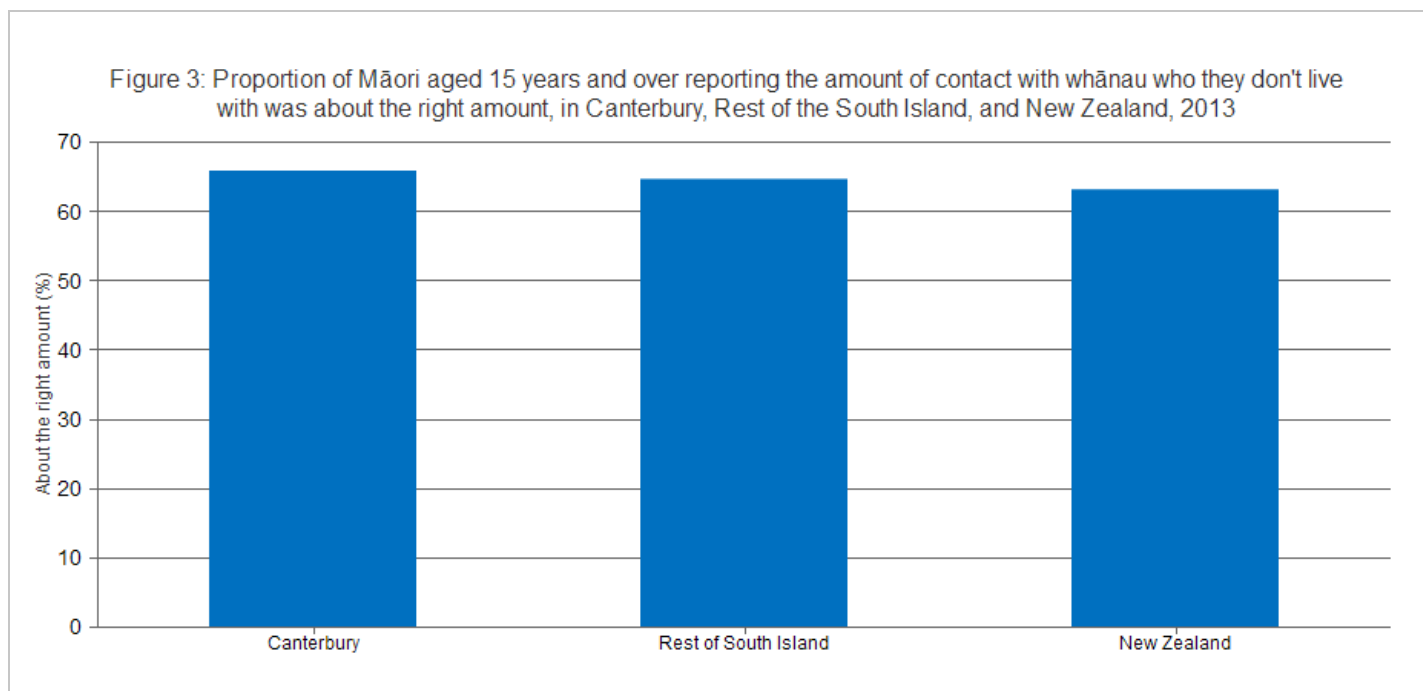 Figure 3: Proportion of Māori aged 15 years and over reporting the amount of contact with whānau who they don't live
with was about the right amount, in Canterbury, Rest of the South Island, and New Zealand, 2013
About the right amount (%)
70
60
50
40
30
20
10
0
Canterbury
Rest of South Island
New Zealand